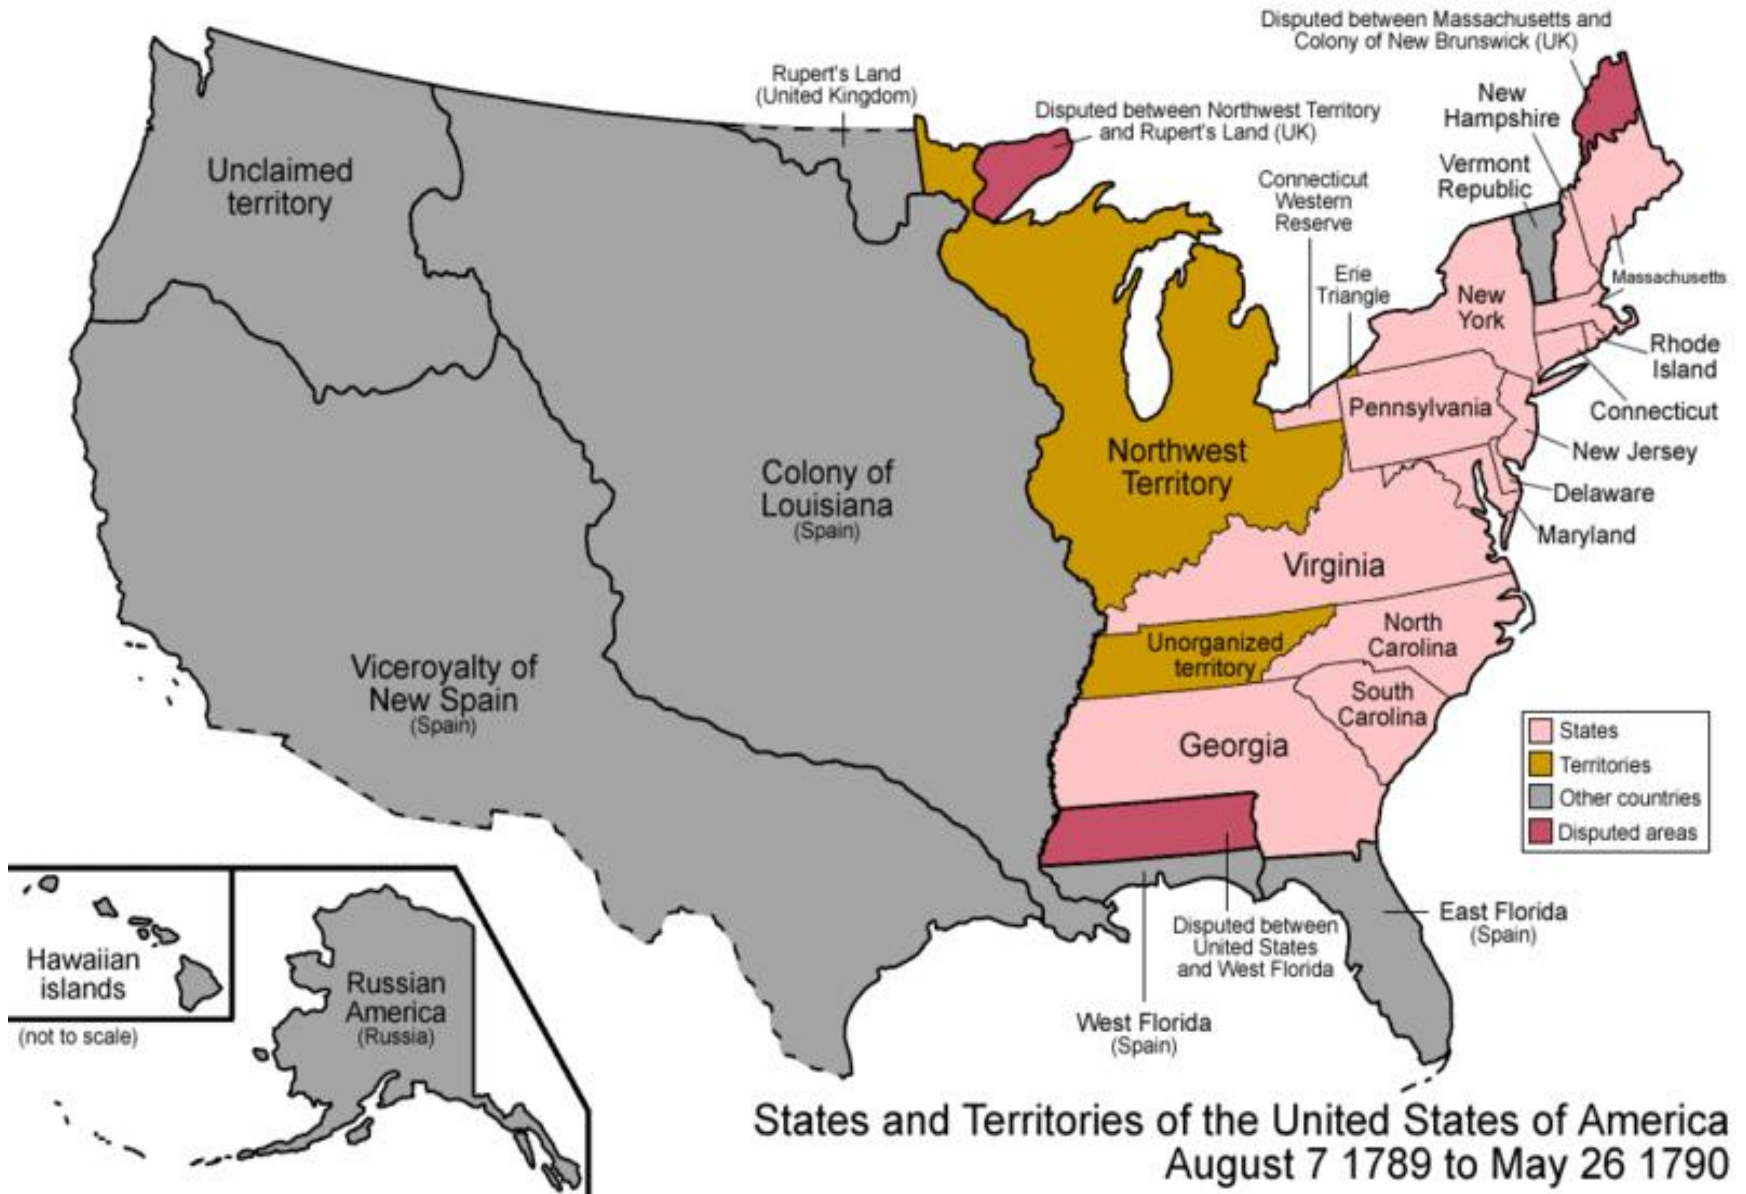 Disputed between Massachusetts and
Colony of New Brunswick (UK)
Rupert's Land
(United Kingdom)
Disputed between Northwest Territory
and Rupert's Land (UK)
New
Hampshire
Vermont
Republic
Connecticut
Western
Reserve
Erie
Triangle
Unclaimed
territory
Massachusetts
New
York
Rhode
Island
Connecticut
Pennsylvania
New Jersey
Delaware
Maryland
Northwest
Territory
Colony of
Louisiana
(Spain)
Virginia
North
Carolina
Unorganized
territory
South
Carolina
Viceroyalty of
New Spain
(Spain)
Georgia
States
Territories
Other countries
Disputed areas
East Florida
(Spain)
Disputed between
United States
and West Florida
West Florida
(Spain)
Hawaiian
islands
(not to scale)
Russian
America
(Russia)
States and Territories of the United States of America
August 7 1789 to May 26 1790